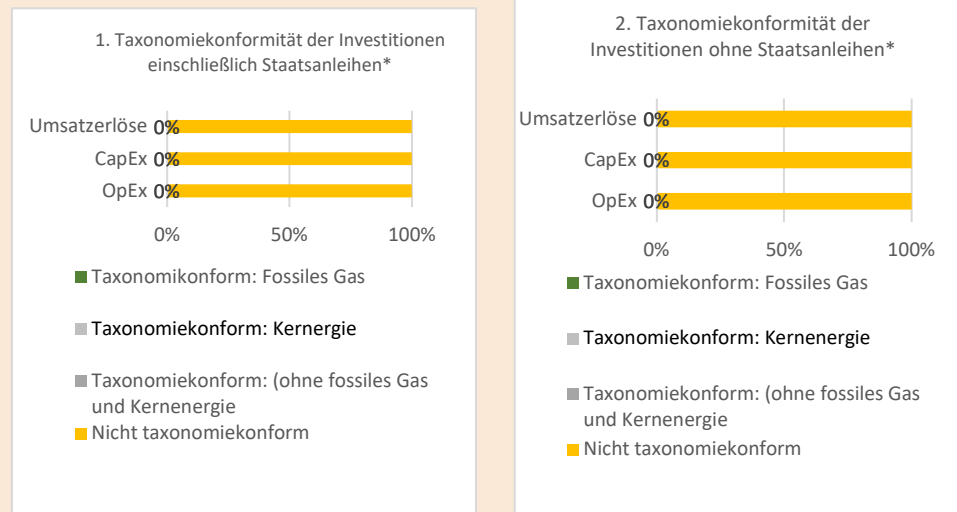 1. Taxonomiekonformität der Investitionen
einschließlich Staatsanleihen*
Umsatzerlöse 0%
CapEx 0%
OpEx 0%
0% 50% 100%
Taxonomikonform: Fossiles Gas
Taxonomiekonform: Kernergie
Taxonomiekonform: (ohne fossiles Gas
und Kernenergie
Nicht taxonomiekonform
2. Taxonomiekonformität der
Investitionen ohne Staatsanleihen*
Umsatzerlöse 0%
CapEx 0%
OpEx 0%
0% 50% 100%
Taxonomiekonform: Fossiles Gas
Taxonomiekonform: Kernenergie
Taxonomiekonform: (ohne fossiles Gas
und Kernenergie
Nicht taxonomiekonform